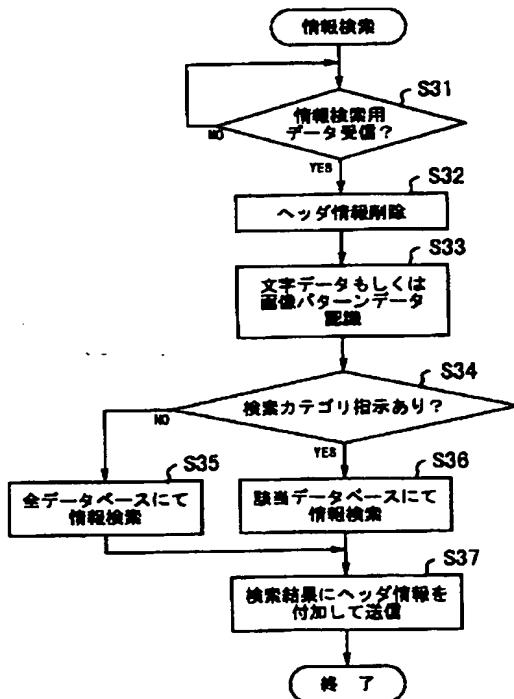 情報検索
S31
情報検索用
データ受信？
NO
YES
S32
ヘッダ情報削除
S33
文字データもしくは
画像パターンデータ
認識
S34
検索カテゴリ指示あり？
NO
YES
S35
全データベースにて
情報検索
S36
該当データベースにて
情報検索
S37
検索結果にヘッダ情報を
付加して送信
終 了